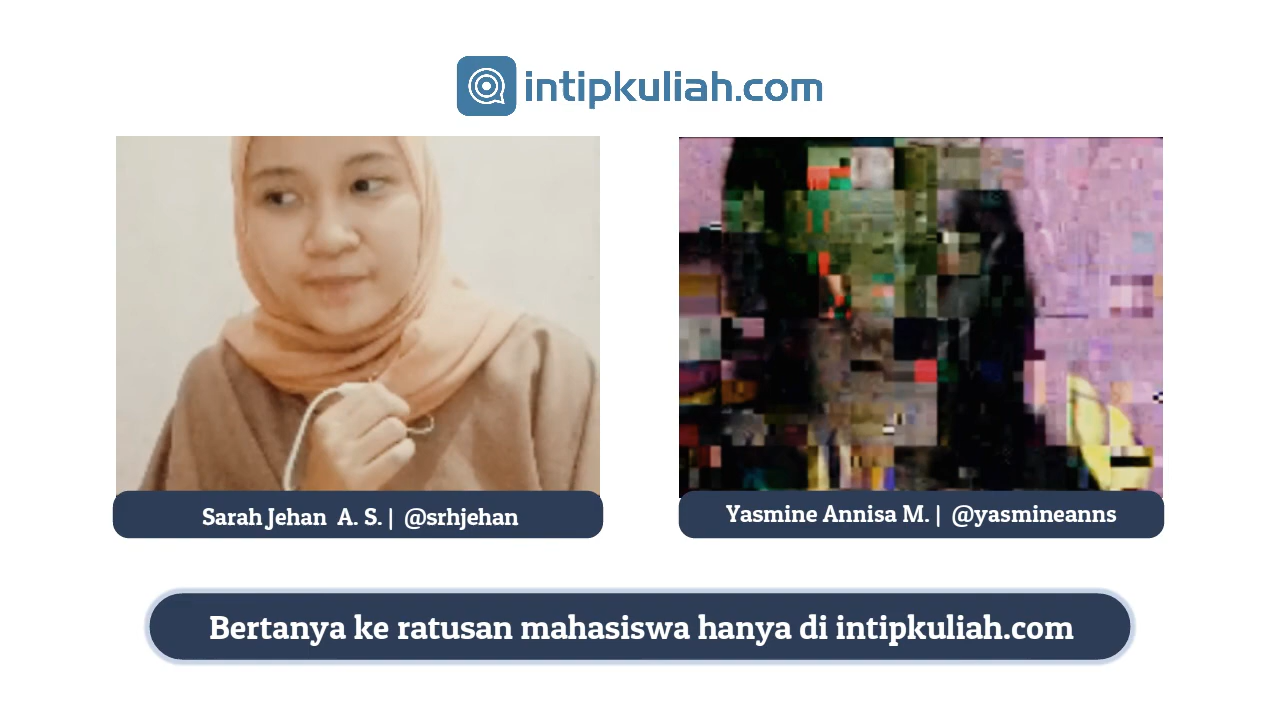 intipkuliah.com
Sarah Jehan A. S. | @srhjehan
Yasmine Annisa M. | @yasmineanns
Bertanya ke ratusan mahasiswa hanya di intipkuliah.com